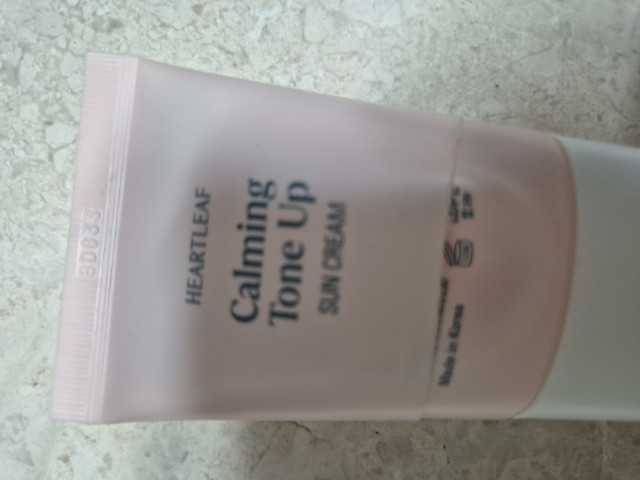 HEARTLEAF
Calming
Tone Up
SUN CREAM
Made in Korea